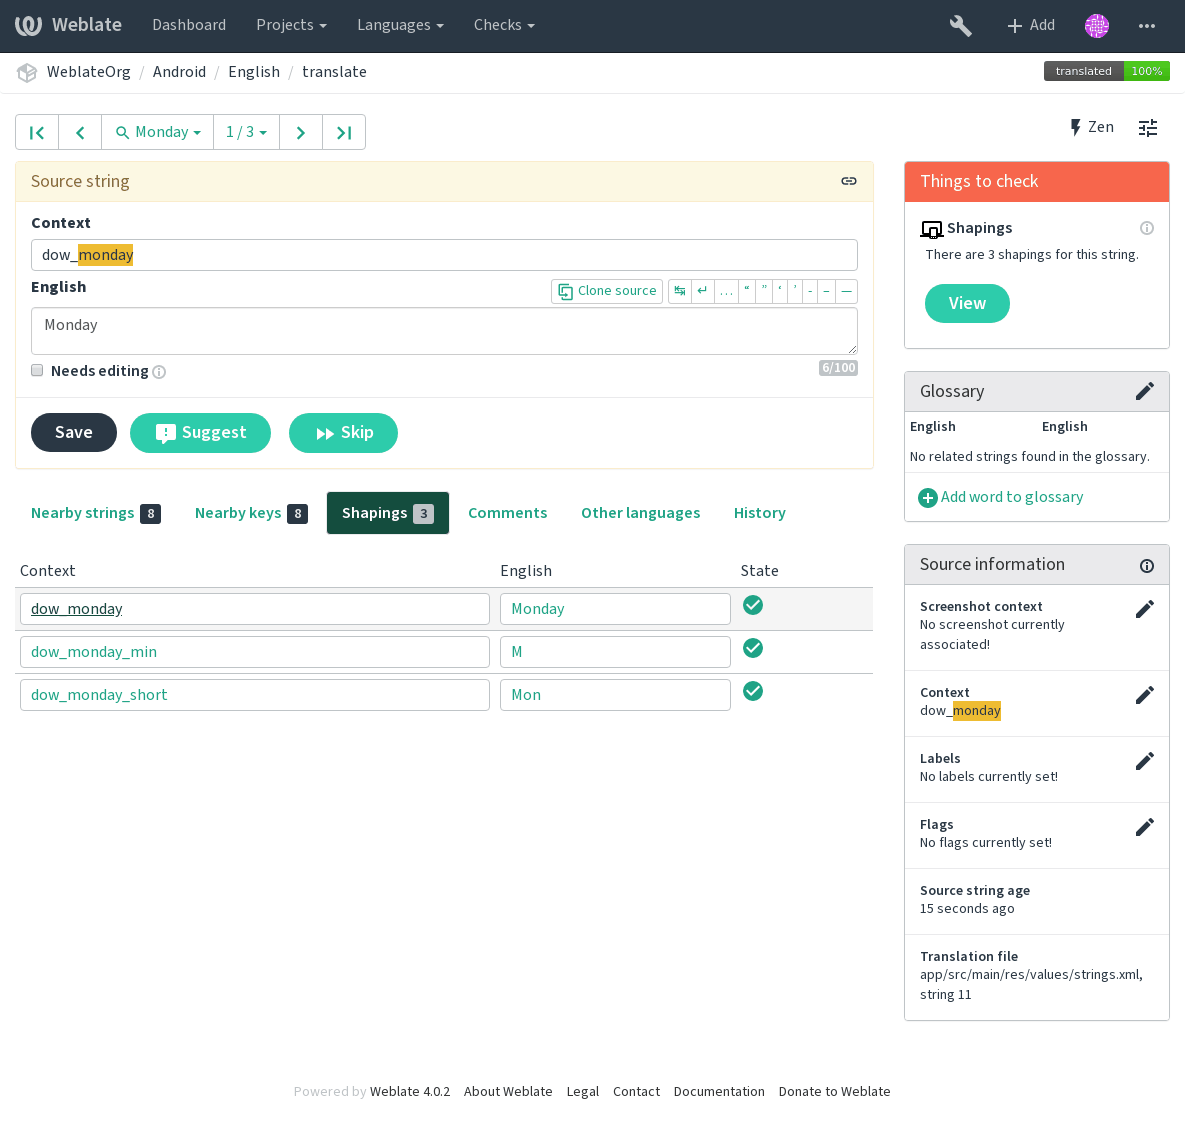 Weblate Dashboard Projects Languages Checks Add
WeblateOrg / Android / English / translate
translated 100%
Monday 1 / 3
Zen
Source string
Context
dow_monday
English
Clone source ↹ ↵ … “ ” ‘ ’ - – —
Monday
Needs editing
6/100
Save Suggest Skip
Nearby strings 8 Nearby keys 8 Shapings 3 Comments Other languages History
Context English State
dow_monday Monday
dow_monday_min M
dow_monday_short Mon
Things to check
Shapings
There are 3 shapings for this string.
View
Glossary
English English
No related strings found in the glossary.
Add word to glossary
Source information
Screenshot context
No screenshot currently
associated!
Context
dow_monday
Labels
No labels currently set!
Flags
No flags currently set!
Source string age
15 seconds ago
Translation file
app/src/main/res/values/strings.xml,
string 11
Powered by Weblate 4.0.2 About Weblate Legal Contact Documentation Donate to Weblate